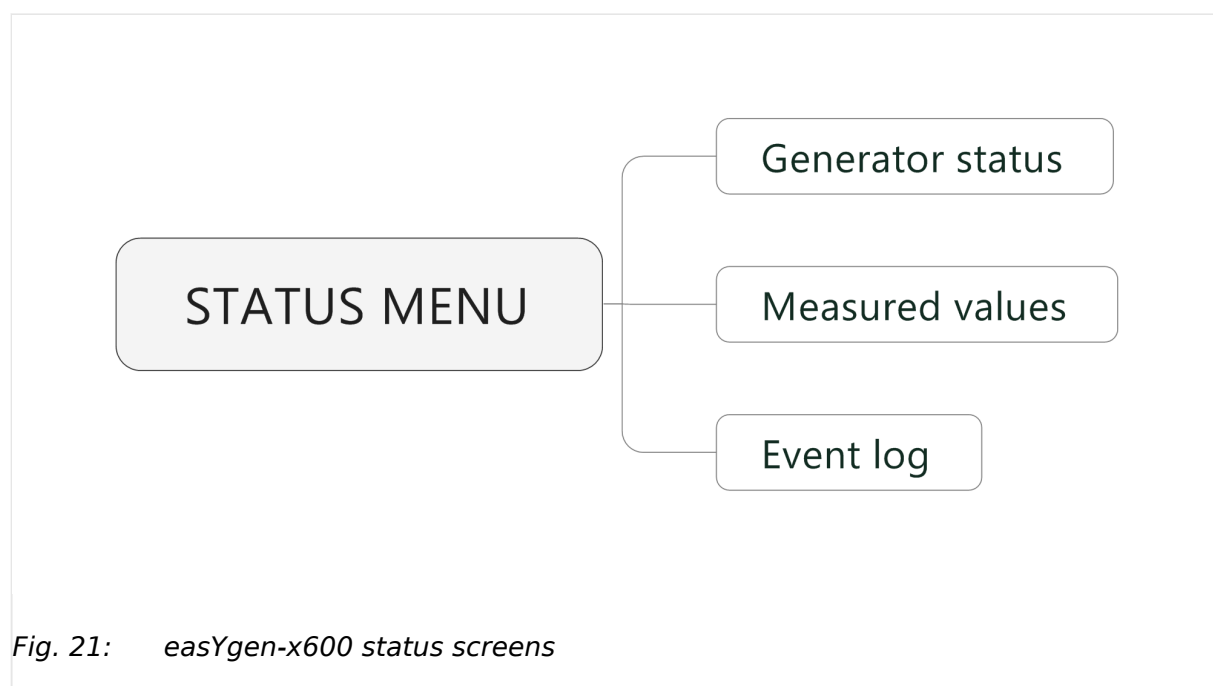 STATUS MENU
Generator status
Measured values
Event log
Fig. 21: easYgen-x600 status screens